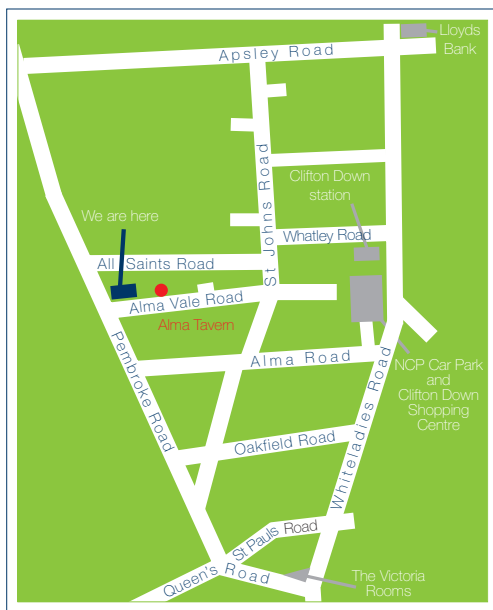 Lloyds
Bank
Apsley Road
St Johns Road
Clifton Down
station
We are here
Whatley Road
All Saints Road
Alma Vale Road
Alma Tavern
Pembroke Road
Alma Road
NCP Car Park
and
Clifton Down
Shopping
Centre
Whiteladies Road
Oakfield Road
St Pauls Road
Queen's Road
The Victoria
Rooms